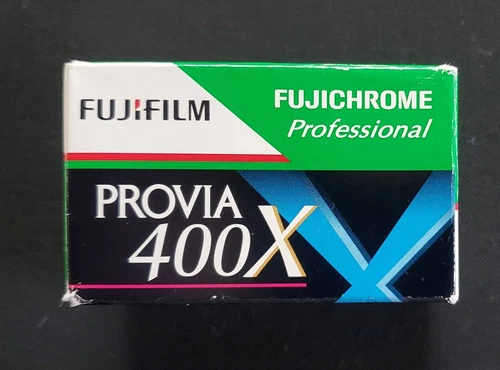 FUJIFILM
FUJICHROME
Professional
PROVIA
400X